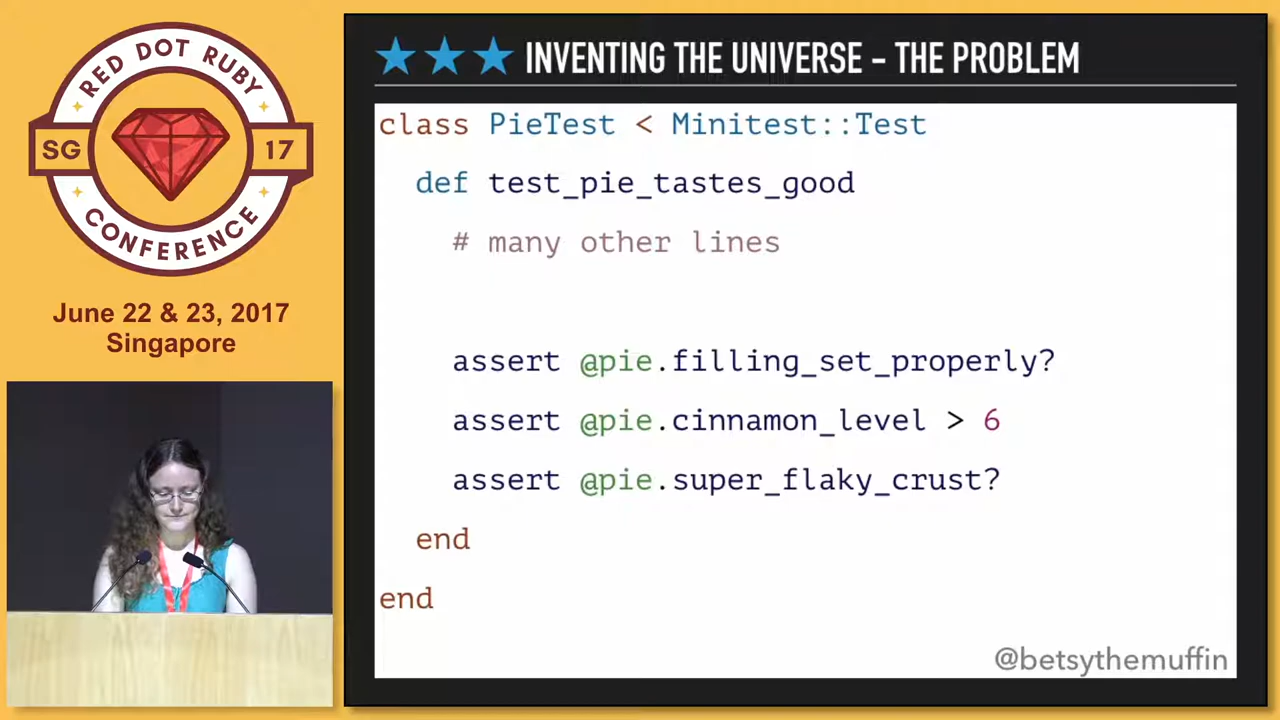 RED DOT RUBY
SG 17
CONFERENCE
June 22 & 23, 2017
Singapore
★★★ INVENTING THE UNIVERSE – THE PROBLEM
class PieTest < Minitest::Test
def test_pie_tastes_good
# many other lines
assert @pie.filling_set_properly?
assert @pie.cinnamon_level > 6
assert @pie.super_flaky_crust?
end
end
@betsythemuffin